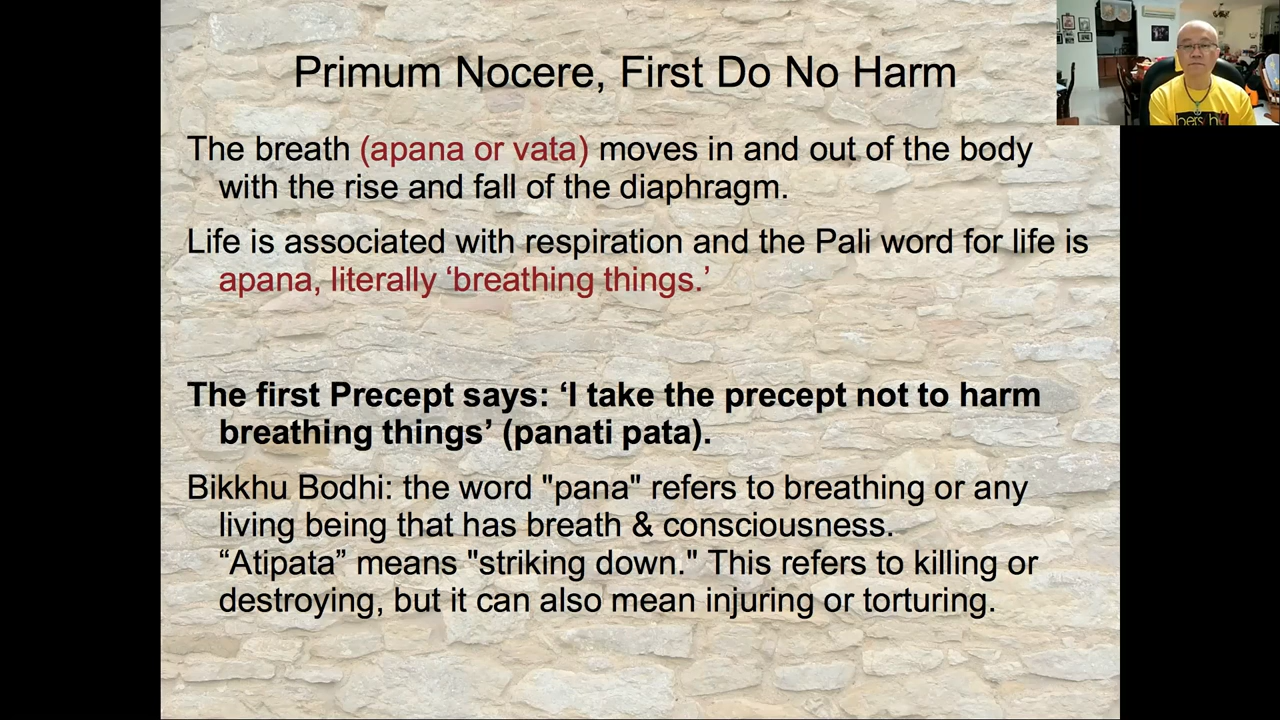 Primum Nocere, First Do No Harm
The breath (apana or vata) moves in and out of the body
with the rise and fall of the diaphragm.
Life is associated with respiration and the Pali word for life is
apana, literally ‘breathing things.’
The first Precept says: ‘I take the precept not to harm
breathing things’ (panati pata).
Bikkhu Bodhi: the word "pana" refers to breathing or any
living being that has breath & consciousness.
“Atipata” means "striking down." This refers to killing or
destroying, but it can also mean injuring or torturing.